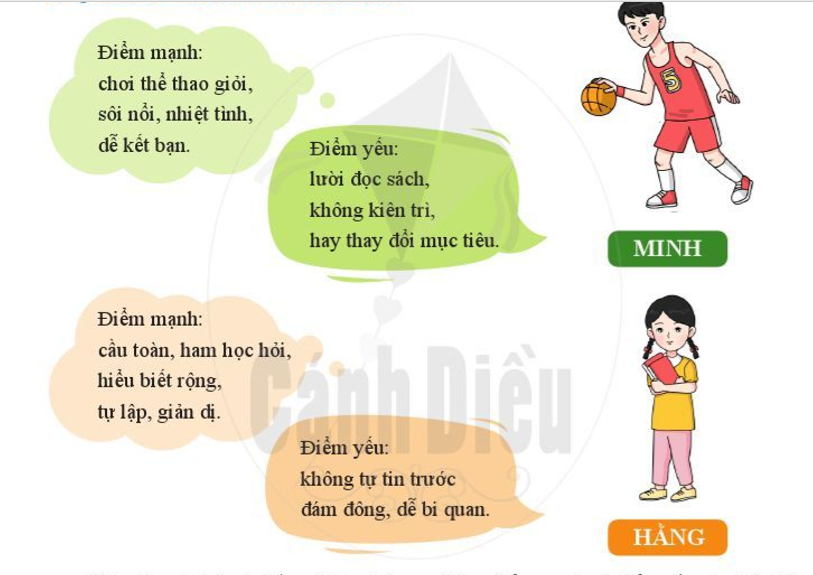 Điểm mạnh:
chơi thể thao giỏi,
sôi nổi, nhiệt tình,
dễ kết bạn.
Điểm yếu:
lười đọc sách,
không kiên trì,
hay thay đổi mục tiêu.
5
MINH
Điểm mạnh:
cầu toàn, ham học hỏi,
hiểu biết rộng,
tự lập, giản dị.
Cánh Diều
Điểm yếu:
không tự tin trước
đám đông, dễ bi quan.
HẰNG